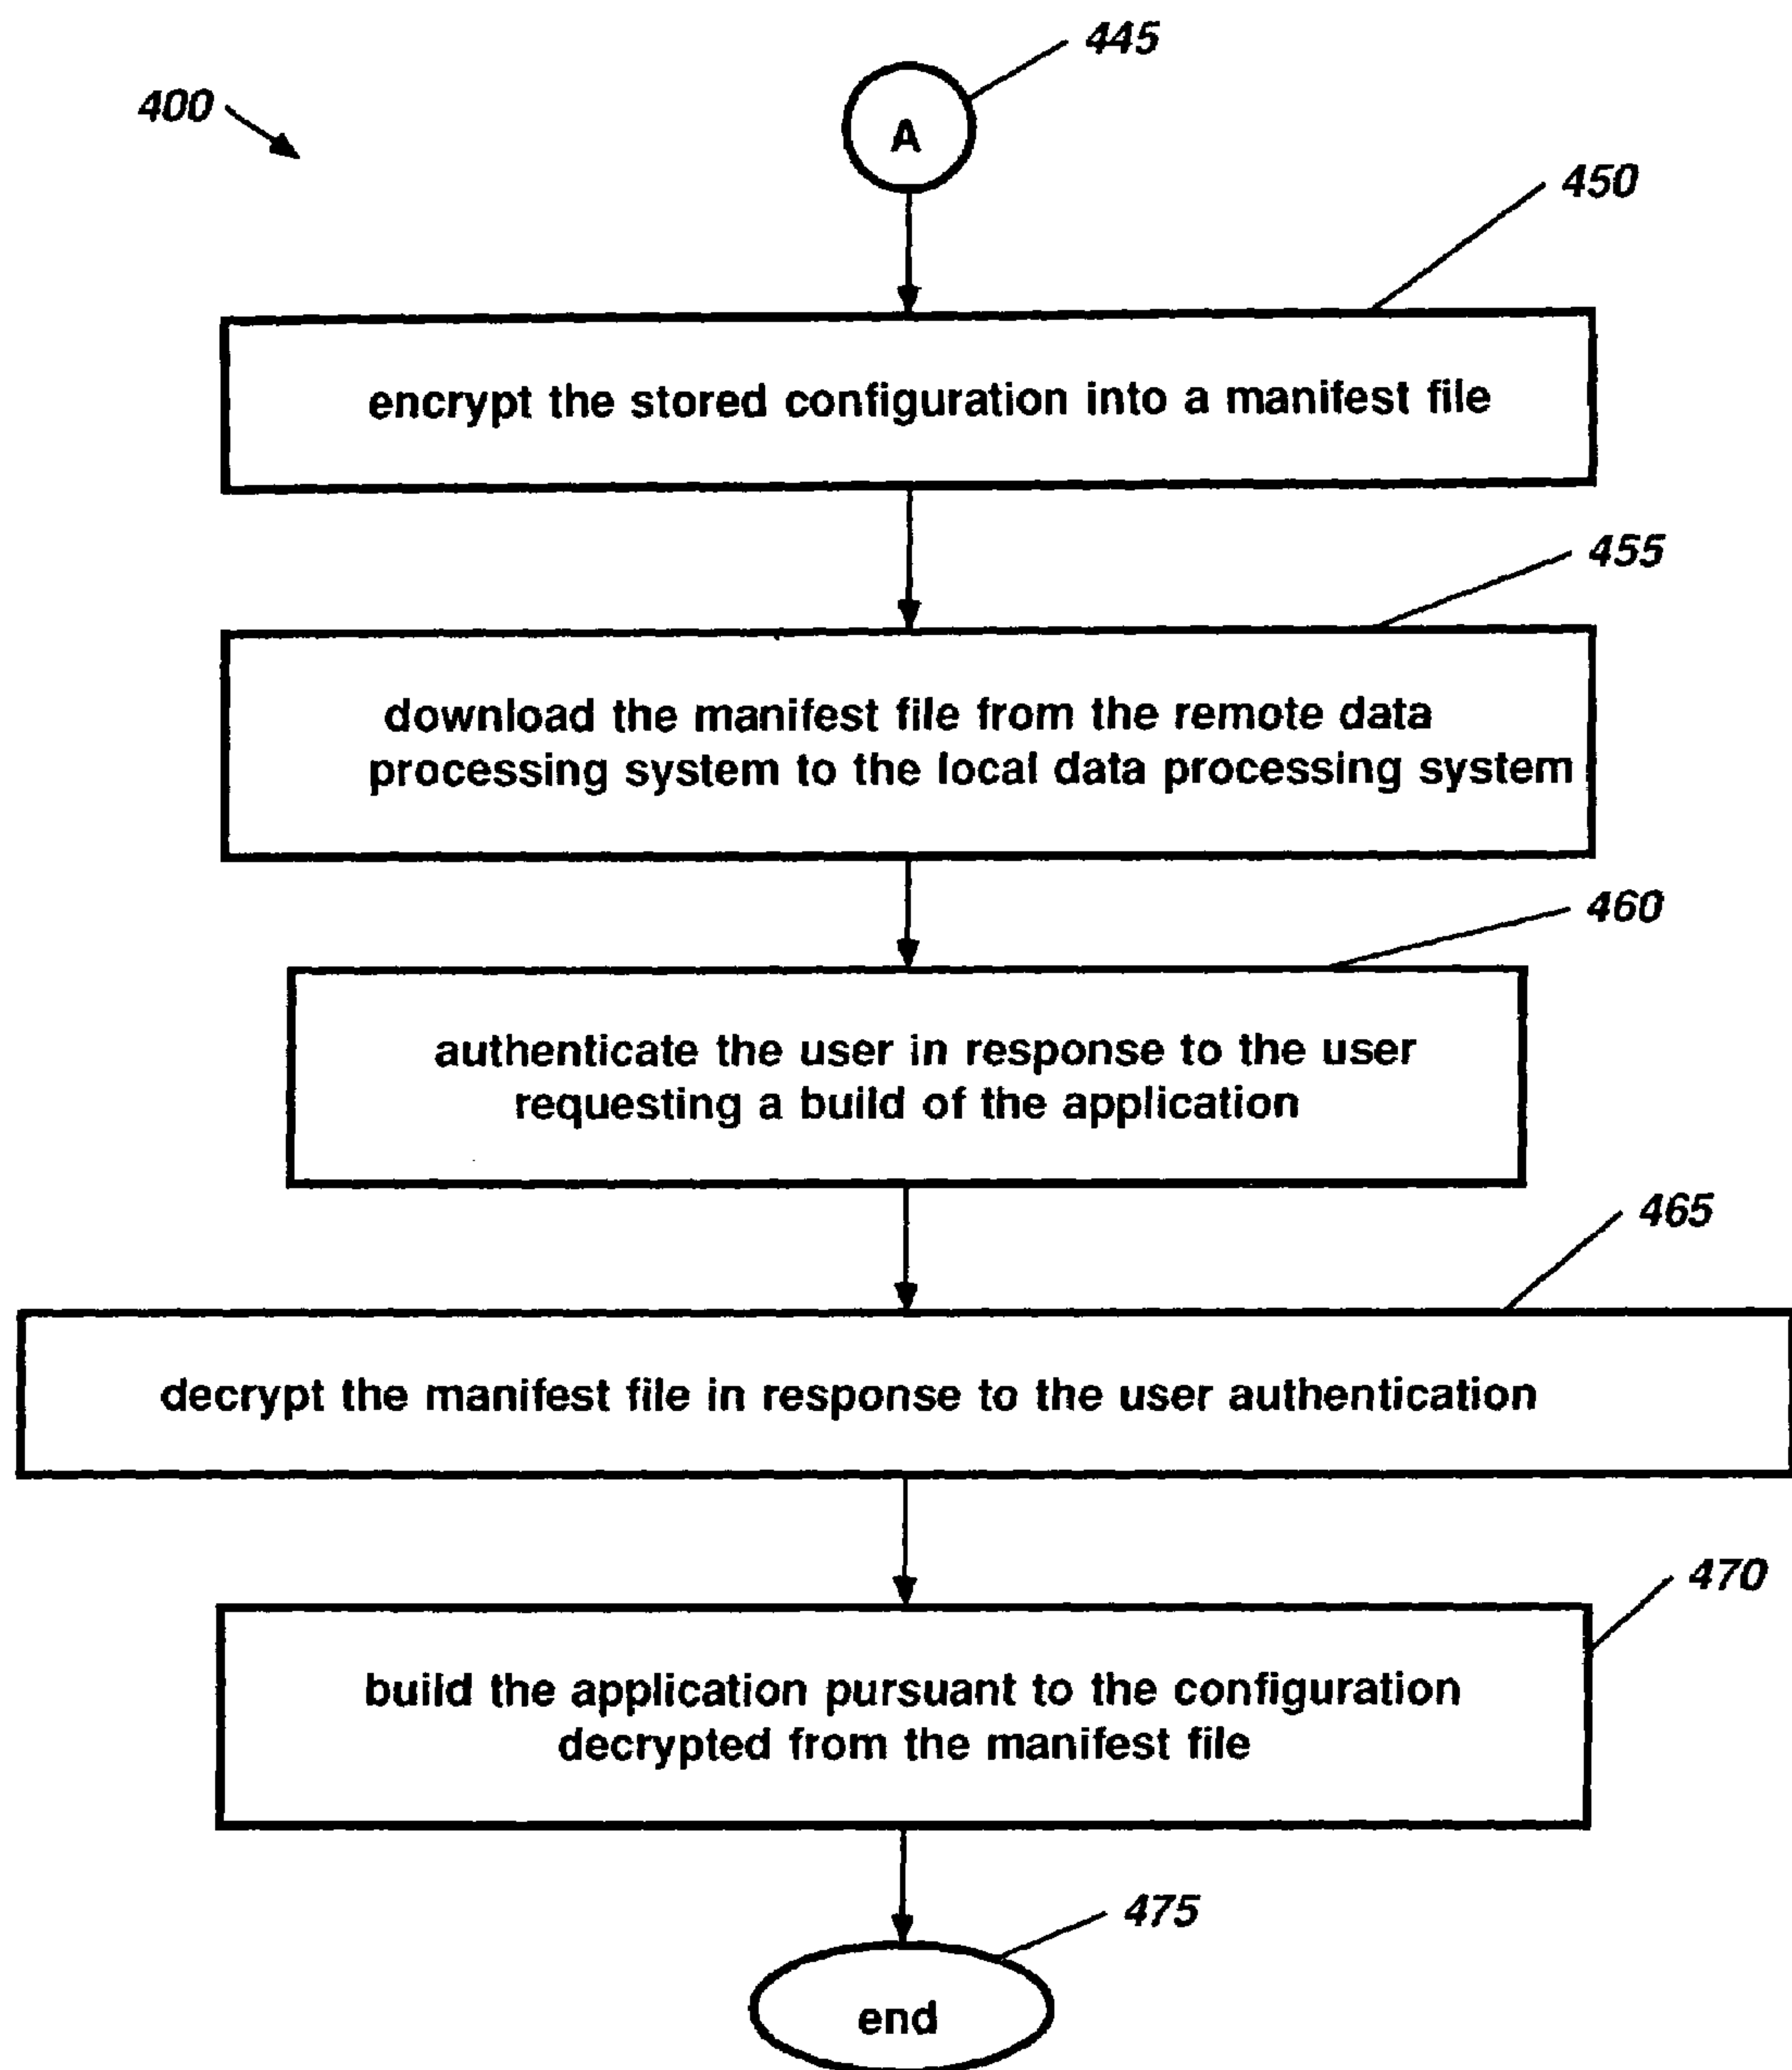 445
400
A
450
encrypt the stored configuration into a manifest file
455
download the manifest file from the remote data
processing system to the local data processing system
460
authenticate the user in response to the user
requesting a build of the application
465
decrypt the manifest file in response to the user authentication
470
build the application pursuant to the configuration
decrypted from the manifest file
475
end